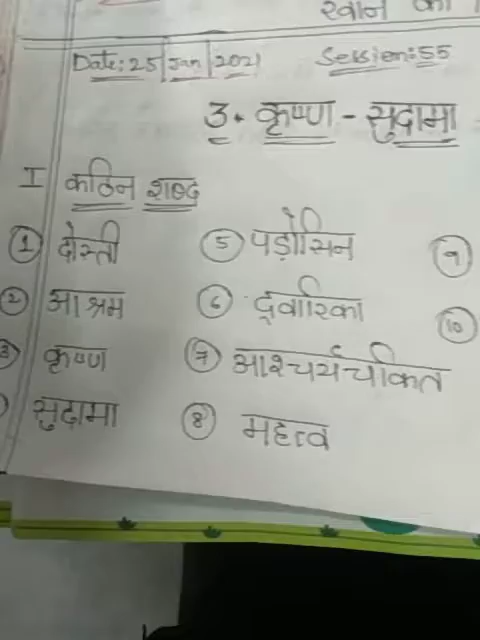 खान की
Date: 25 | Jan | 2021 Session: 55
3. कृष्ण - सुदामा
I कठिन शब्द
① दोस्ती ⑤ पड़ोसिन ⑨
② आश्रम ⑥ द्वारिका ⑩
③ कृष्ण ⑦ आश्चर्यचकित
सुदामा ⑧ महत्व